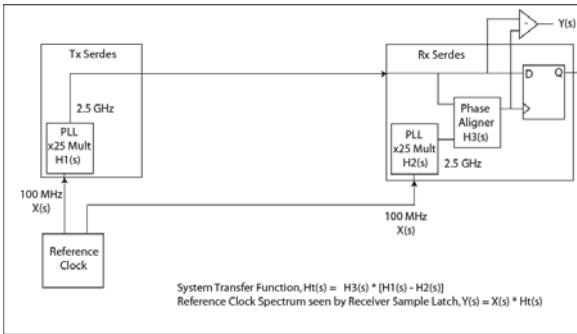 Tx Serdes
2.5 GHz
PLL
x25 Mult
H1(s)
100 MHz
X(s)
Reference
Clock
Rx Serdes
-
Y(s)
D
Q
Phase
Aligner
H3(s)
PLL
x25 Mult
H2(s)
2.5 GHz
100 MHz
X(s)
System Transfer Function, Ht(s) = H3(s) * [H1(s) - H2(s)]
Reference Clock Spectrum seen by Receiver Sample Latch, Y(s) = X(s) * Ht(s)